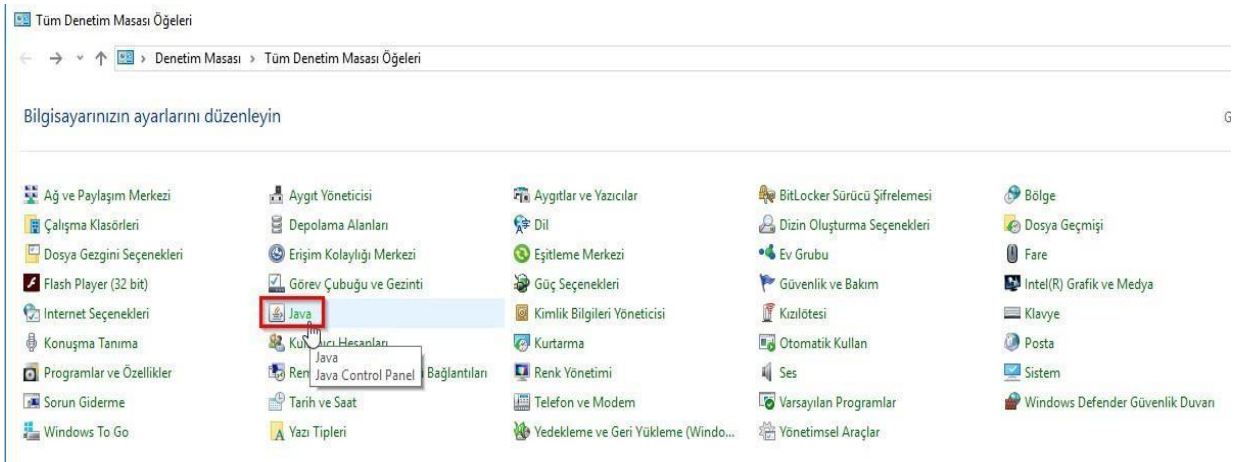 Tüm Denetim Masası Öğeleri
Denetim Masası > Tüm Denetim Masası Öğeleri
Bilgisayarınızın ayarlarını düzenleyin
G
Ağ ve Paylaşım Merkezi
Aygıt Yöneticisi
Aygıtlar ve Yazıcılar
BitLocker Sürücü Şifrelemesi
Bölge
Çalışma Klasörleri
Depolama Alanları
Dil
Dizin Oluşturma Seçenekleri
Dosya Geçmişi
Dosya Gezgini Seçenekleri
Erişim Kolaylığı Merkezi
Eşitleme Merkezi
Ev Grubu
Fare
Flash Player (32 bit)
Görev Çubuğu ve Gezinti
Güç Seçenekleri
Güvenlik ve Bakım
Intel(R) Grafik ve Medya
Internet Seçenekleri
Java
Kimlik Bilgileri Yöneticisi
Kızılötesi
Klavye
Konuşma Tanıma
Hesapları
Kurtarma
Otomatik Kullan
Posta
Java
Java Control Panel
Programlar ve Özellikler
Bağlantıları
Renk Yönetimi
Ses
Sistem
Sorun Giderme
Tarih ve Saat
Telefon ve Modem
Varsayılan Programlar
Windows Defender Güvenlik Duvarı
Windows To Go
Yazı Tipleri
Yedekleme ve Geri Yükleme (Windo...
Yönetimsel Araçlar